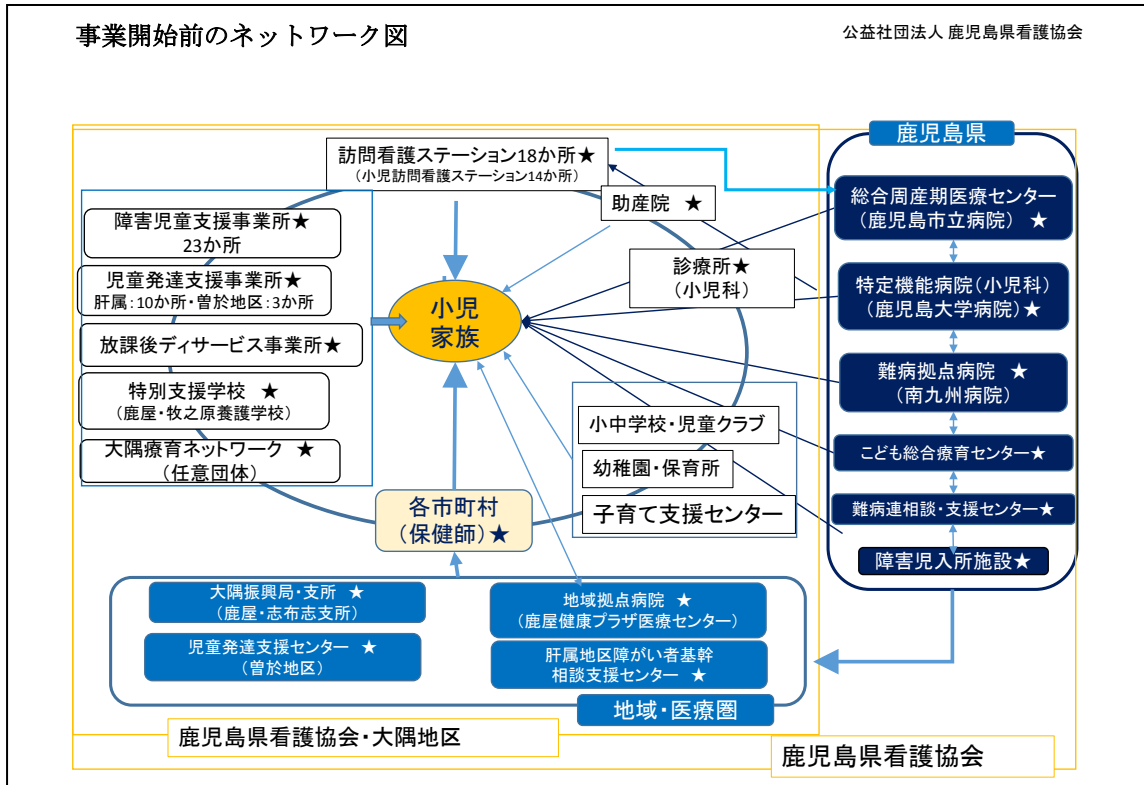 事業開始前のネットワーク図
公益社団法人 鹿児島県看護協会
訪問看護ステーション18か所★
(小児訪問看護ステーション14か所)
助産院 ★
診療所★
(小児科)
障害児童支援事業所★
23か所
児童発達支援事業所★
肝属:10か所・曽於地区:3か所
放課後ディサービス事業所★
特別支援学校 ★
(鹿屋・牧之原養護学校)
大隅療育ネットワーク ★
(任意団体)
小児
家族
小中学校・児童クラブ
幼稚園・保育所
子育て支援センター
各市町村
(保健師)★
大隅振興局・支所 ★
(鹿屋・志布志支所)
児童発達支援センター ★
(曽於地区)
地域拠点病院 ★
(鹿屋健康プラザ医療センター)
肝属地区障がい者基幹
相談支援センター ★
地域・医療圏
鹿児島県
総合周産期医療センター
(鹿児島市立病院) ★
特定機能病院(小児科)
(鹿児島大学病院)★
難病拠点病院 ★
(南九州病院)
こども総合療育センター★
難病連相談・支援センター★
障害児入所施設★
鹿児島県看護協会・大隅地区
鹿児島県看護協会